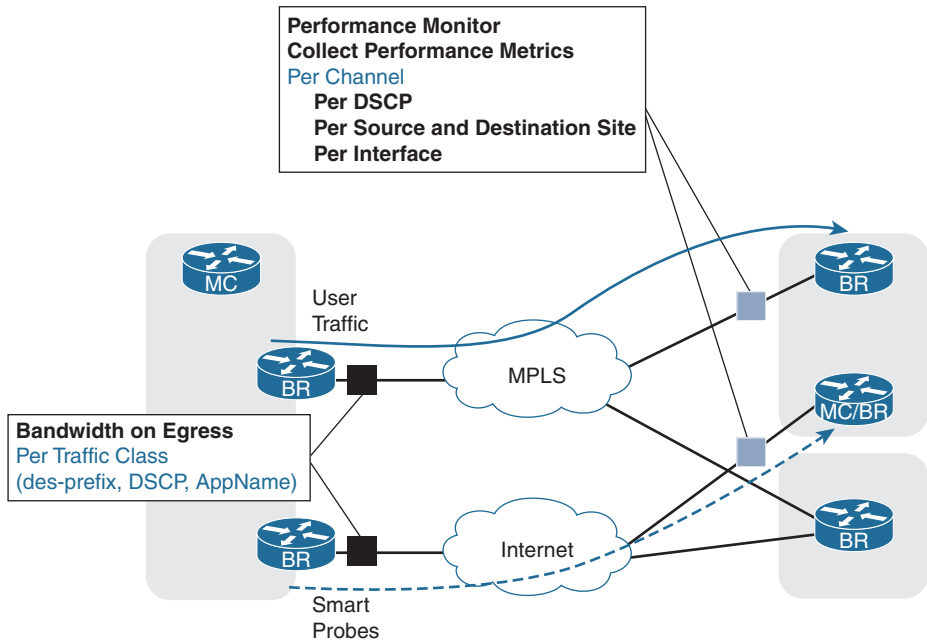 Performance Monitor
Collect Performance Metrics
Per Channel
Per DSCP
Per Source and Destination Site
Per Interface
MC
User
Traffic
BR
BR
MPLS
MC/BR
Bandwidth on Egress
Per Traffic Class
(des-prefix, DSCP, AppName)
BR
Internet
BR
Smart
Probes